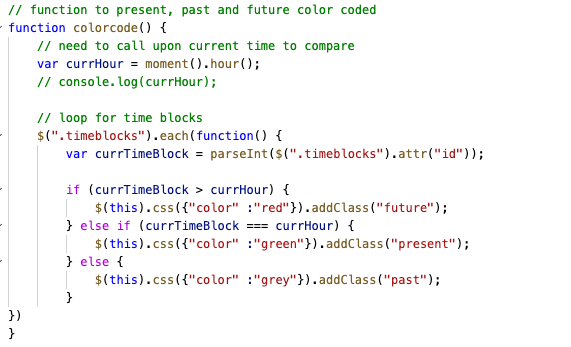 // function to present, past and future color coded
function colorcode() {
    // need to call upon current time to compare
    var currHour = moment().hour();
    // console.log(currHour);

    // loop for time blocks
    $(".timeblocks").each(function() {
        var currTimeBlock = parseInt($(".timeblocks").attr("id"));

        if (currTimeBlock > currHour) {
            $(this).css({"color" :"red"}).addClass("future");
        } else if (currTimeBlock === currHour) {
            $(this).css({"color" :"green"}).addClass("present");
        } else {
            $(this).css({"color" :"grey"}).addClass("past");
        }
})
}